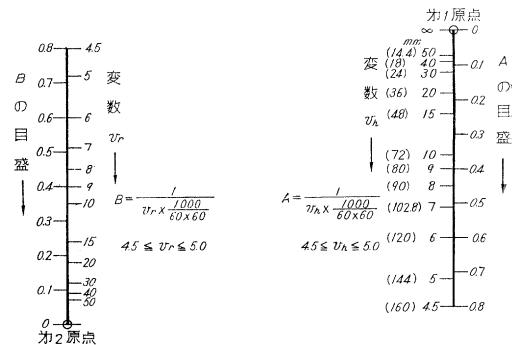 0.8 4.5
0.7 5
0.6 6
0.5 7
8
0.4 9
35
0.3
0.2 15
20
0.1 30
40
50
0
か2原点
Bの目盛
変数 vr
B= 1 / vr × 1000 / 60×60
4.5 ≦ vr ≦ 5.0
か1原点
∞ 0
mm
(14.4) 50
(18) 40 0.1
(24) 30
(36) 20 0.2
(48) 15
0.3
(72) 10
(80) 9 0.4
(90) 8
(102.8) 7 0.5
(120) 6 0.6
(144) 5 0.7
(160) 4.5 0.8
変数 vh
Aの目盛
A= 1 / vh × 1000 / 60×60
4.5 ≦ vh ≦ 5.0